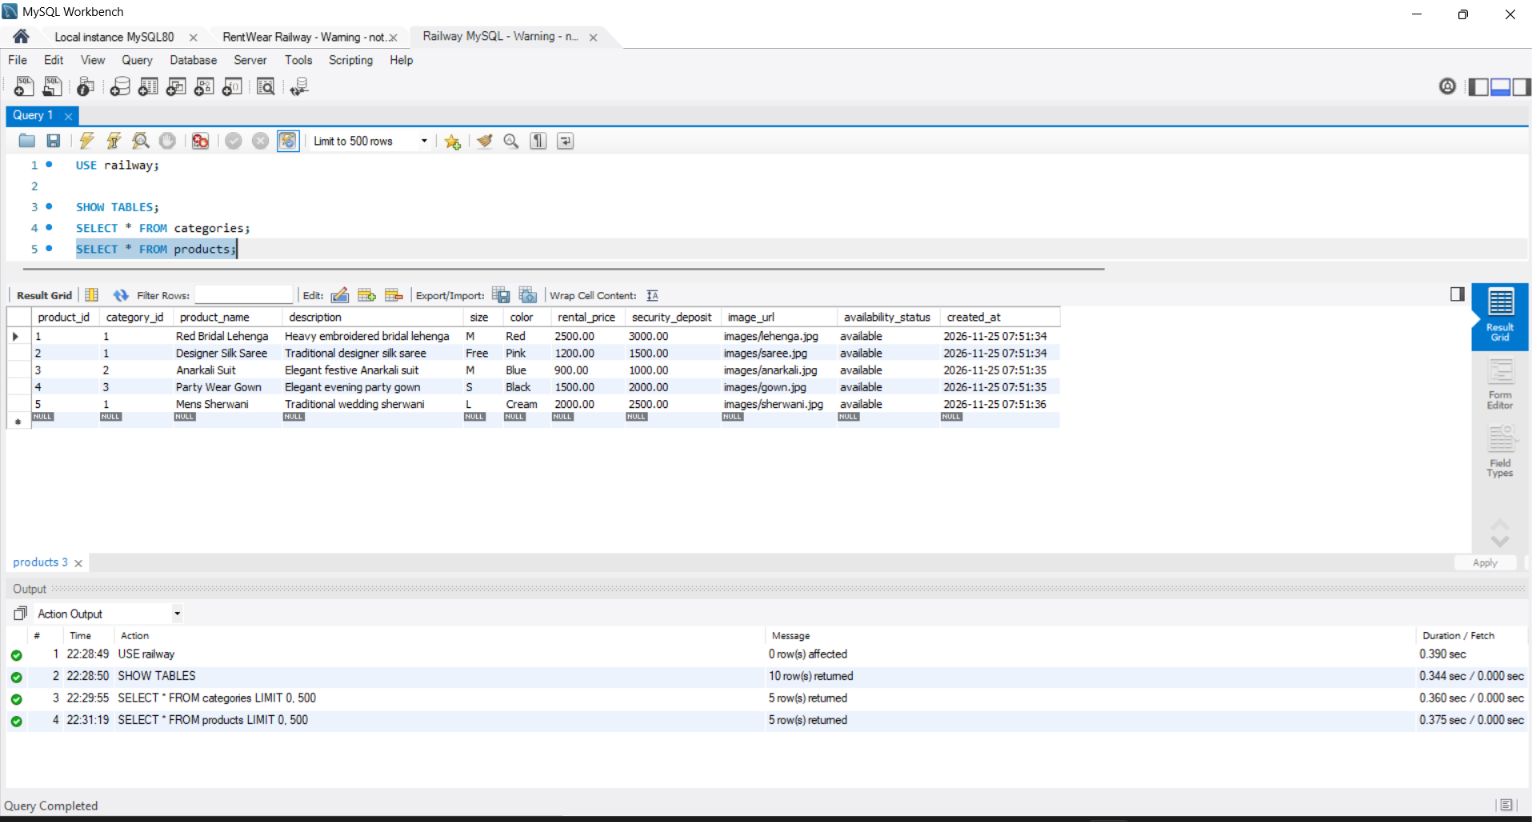 MySQL Workbench
Local instance MySQL80 RentWear Railway - Warning - not... Railway MySQL - Warning - n...
File Edit View Query Database Server Tools Scripting Help
Query 1
Limit to 500 rows
1 USE railway;
2
3 SHOW TABLES;
4 SELECT * FROM categories;
5 SELECT * FROM products;
Result Grid Filter Rows: Edit: Export/Import: Wrap Cell Content:
product_id category_id product_name description size color rental_price security_deposit image_url availability_status created_at
1 1 Red Bridal Lehenga Heavy embroidered bridal lehenga M Red 2500.00 3000.00 images/lehenga.jpg available 2026-11-25 07:51:34
2 1 Designer Silk Saree Traditional designer silk saree Free Pink 1200.00 1500.00 images/saree.jpg available 2026-11-25 07:51:34
3 2 Anarkali Suit Elegant festive Anarkali suit M Blue 900.00 1000.00 images/anarkali.jpg available 2026-11-25 07:51:35
4 3 Party Wear Gown Elegant evening party gown S Black 1500.00 2000.00 images/gown.jpg available 2026-11-25 07:51:35
5 1 Mens Sherwani Traditional wedding sherwani L Cream 2000.00 2500.00 images/sherwani.jpg available 2026-11-25 07:51:36
NULL NULL NULL NULL NULL NULL NULL NULL NULL NULL NULL
Result
Grid
Form
Editor
Field
Types
products 3
Apply
Output
Action Output
# Time Action Message Duration / Fetch
1 22:28:49 USE railway 0 row(s) affected 0.390 sec
2 22:28:50 SHOW TABLES 10 row(s) returned 0.344 sec / 0.000 sec
3 22:29:55 SELECT * FROM categories LIMIT 0, 500 5 row(s) returned 0.360 sec / 0.000 sec
4 22:31:19 SELECT * FROM products LIMIT 0, 500 5 row(s) returned 0.375 sec / 0.000 sec
Query Completed